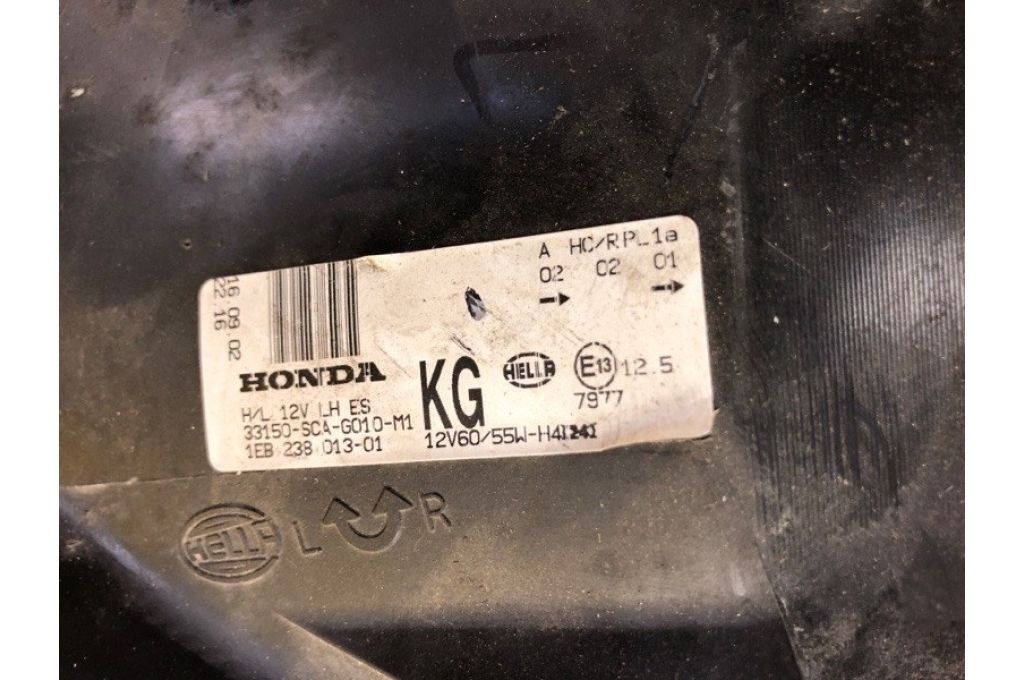 A HC/R PL 1a
02 02 01
16 09.02
22 16
HONDA
H/L 12V LH ES
33150-SCA-G010-M1
1EB 238 013-01
KG
HELLA
E13 12.5
7977
12V60/55W-H4
HELLA L R